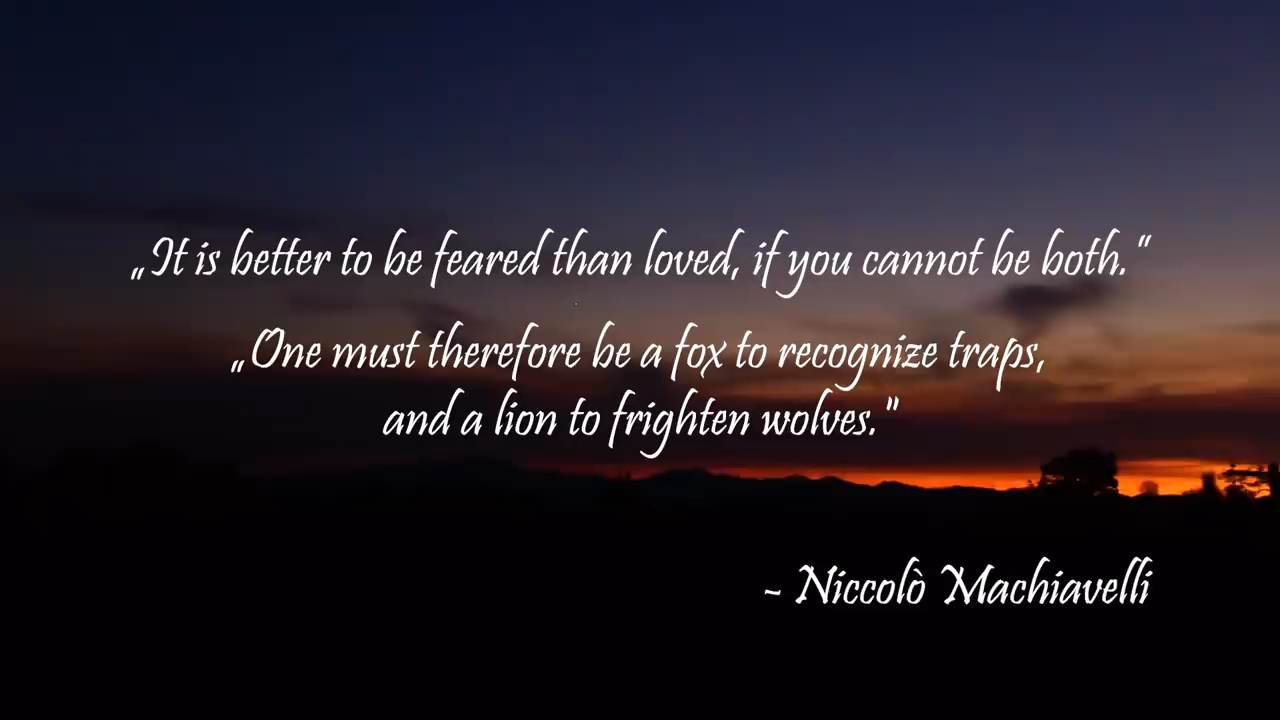 „It is better to be feared than loved, if you cannot be both.“
„One must therefore be a fox to recognize traps,
and a lion to frighten wolves."
- Niccolò Machiavelli